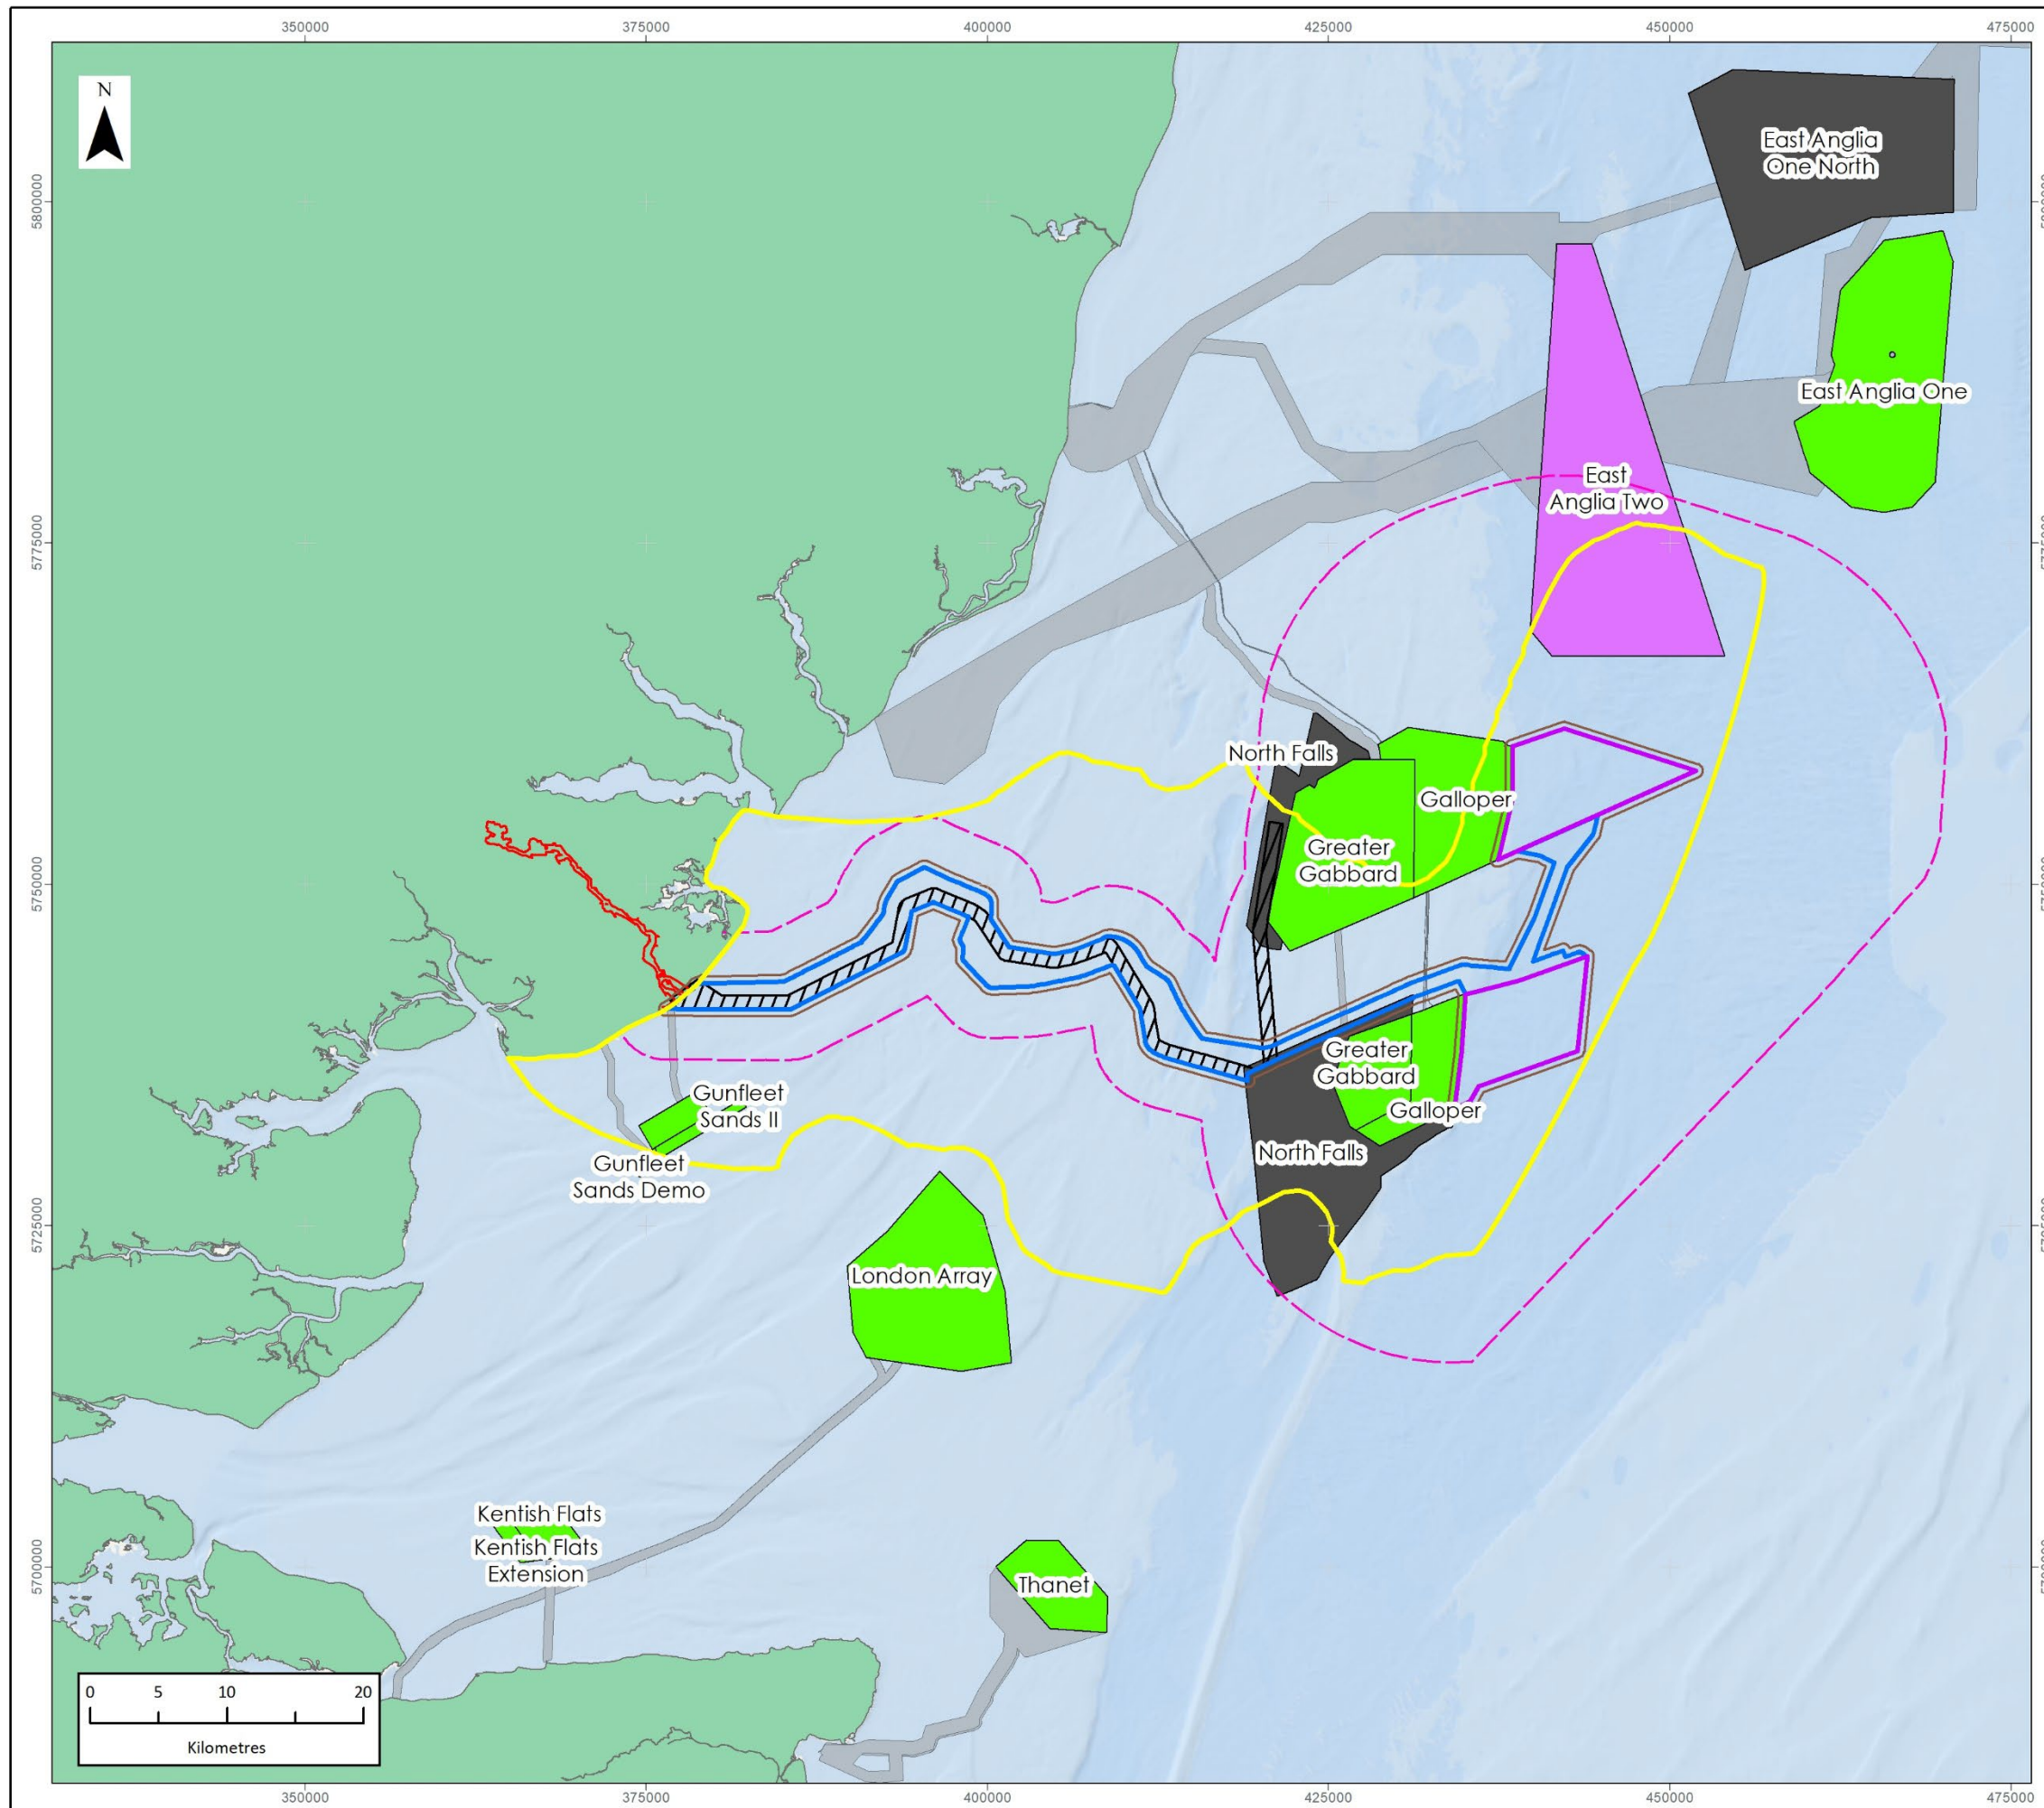 350000
375000
400000
425000
450000
475000
N
East Anglia
One North
5800000
East Anglia One
East
Anglia Two
5775000
North Falls
Galloper
Greater
Gabbard
5750000
Greater
Gabbard
Gunfleet
Sands II
Galloper
North Falls
Gunfleet
Sands Demo
5725000
London Array
Kentish Flats
Kentish Flats
Extension
Thanet
5700000
0
5
10
20
Kilometres
350000
375000
400000
425000
450000
475000